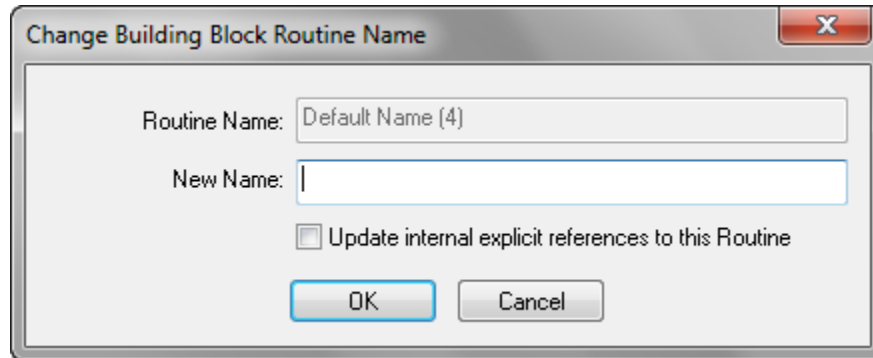 Change Building Block Routine Name
Routine Name: Default Name (4)
New Name:
Update internal explicit references to this Routine
OK Cancel